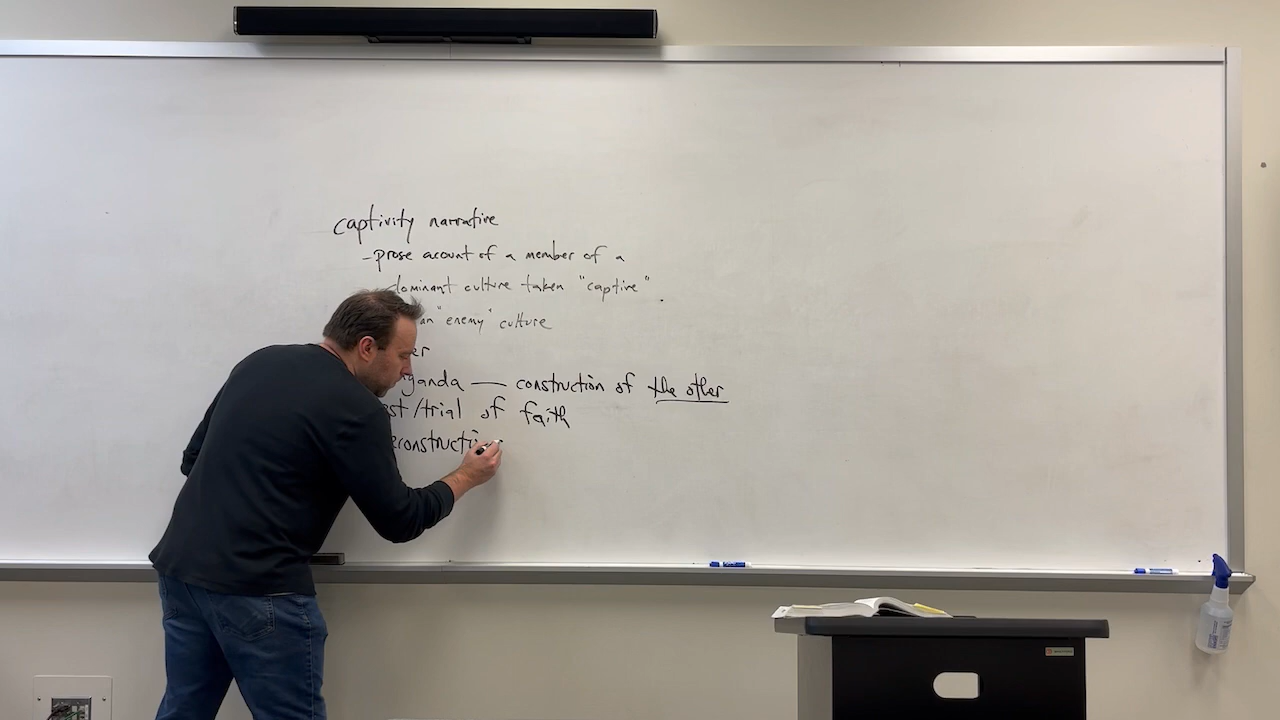 captivity narrative
- prose account of a member of a
dominant culture taken "captive"
an "enemy" culture
er
ganda — construction of the other
st/trial of faith
econstructi